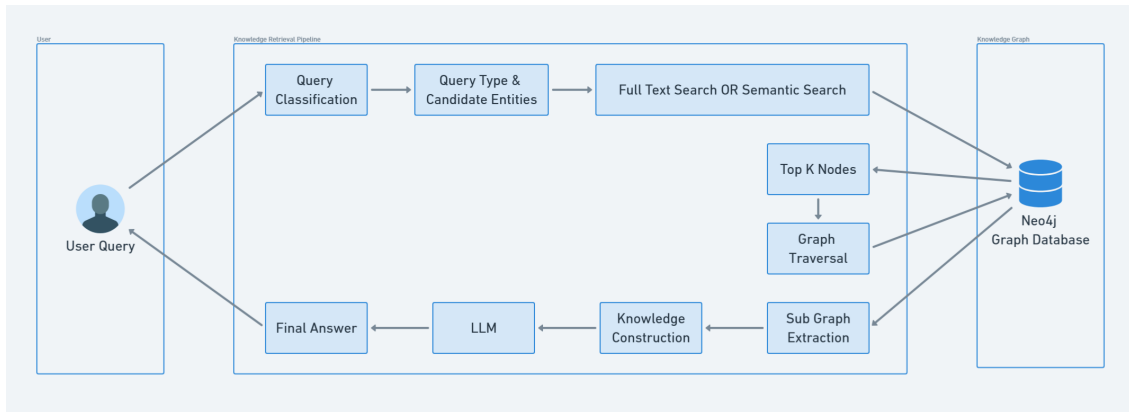 User
Knowledge Retrieval Pipeline
Knowledge Graph
Query
Classification
Query Type &
Candidate Entities
Full Text Search OR Semantic Search
Top K Nodes
Graph
Traversal
User Query
Neo4j
Graph Database
Final Answer
LLM
Knowledge
Construction
Sub Graph
Extraction